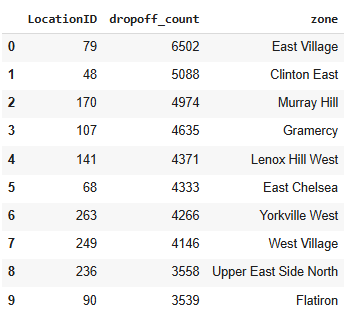 LocationID dropoff_count zone
0 79 6502 East Village
1 48 5088 Clinton East
2 170 4974 Murray Hill
3 107 4635 Gramercy
4 141 4371 Lenox Hill West
5 68 4333 East Chelsea
6 263 4266 Yorkville West
7 249 4146 West Village
8 236 3558 Upper East Side North
9 90 3539 Flatiron